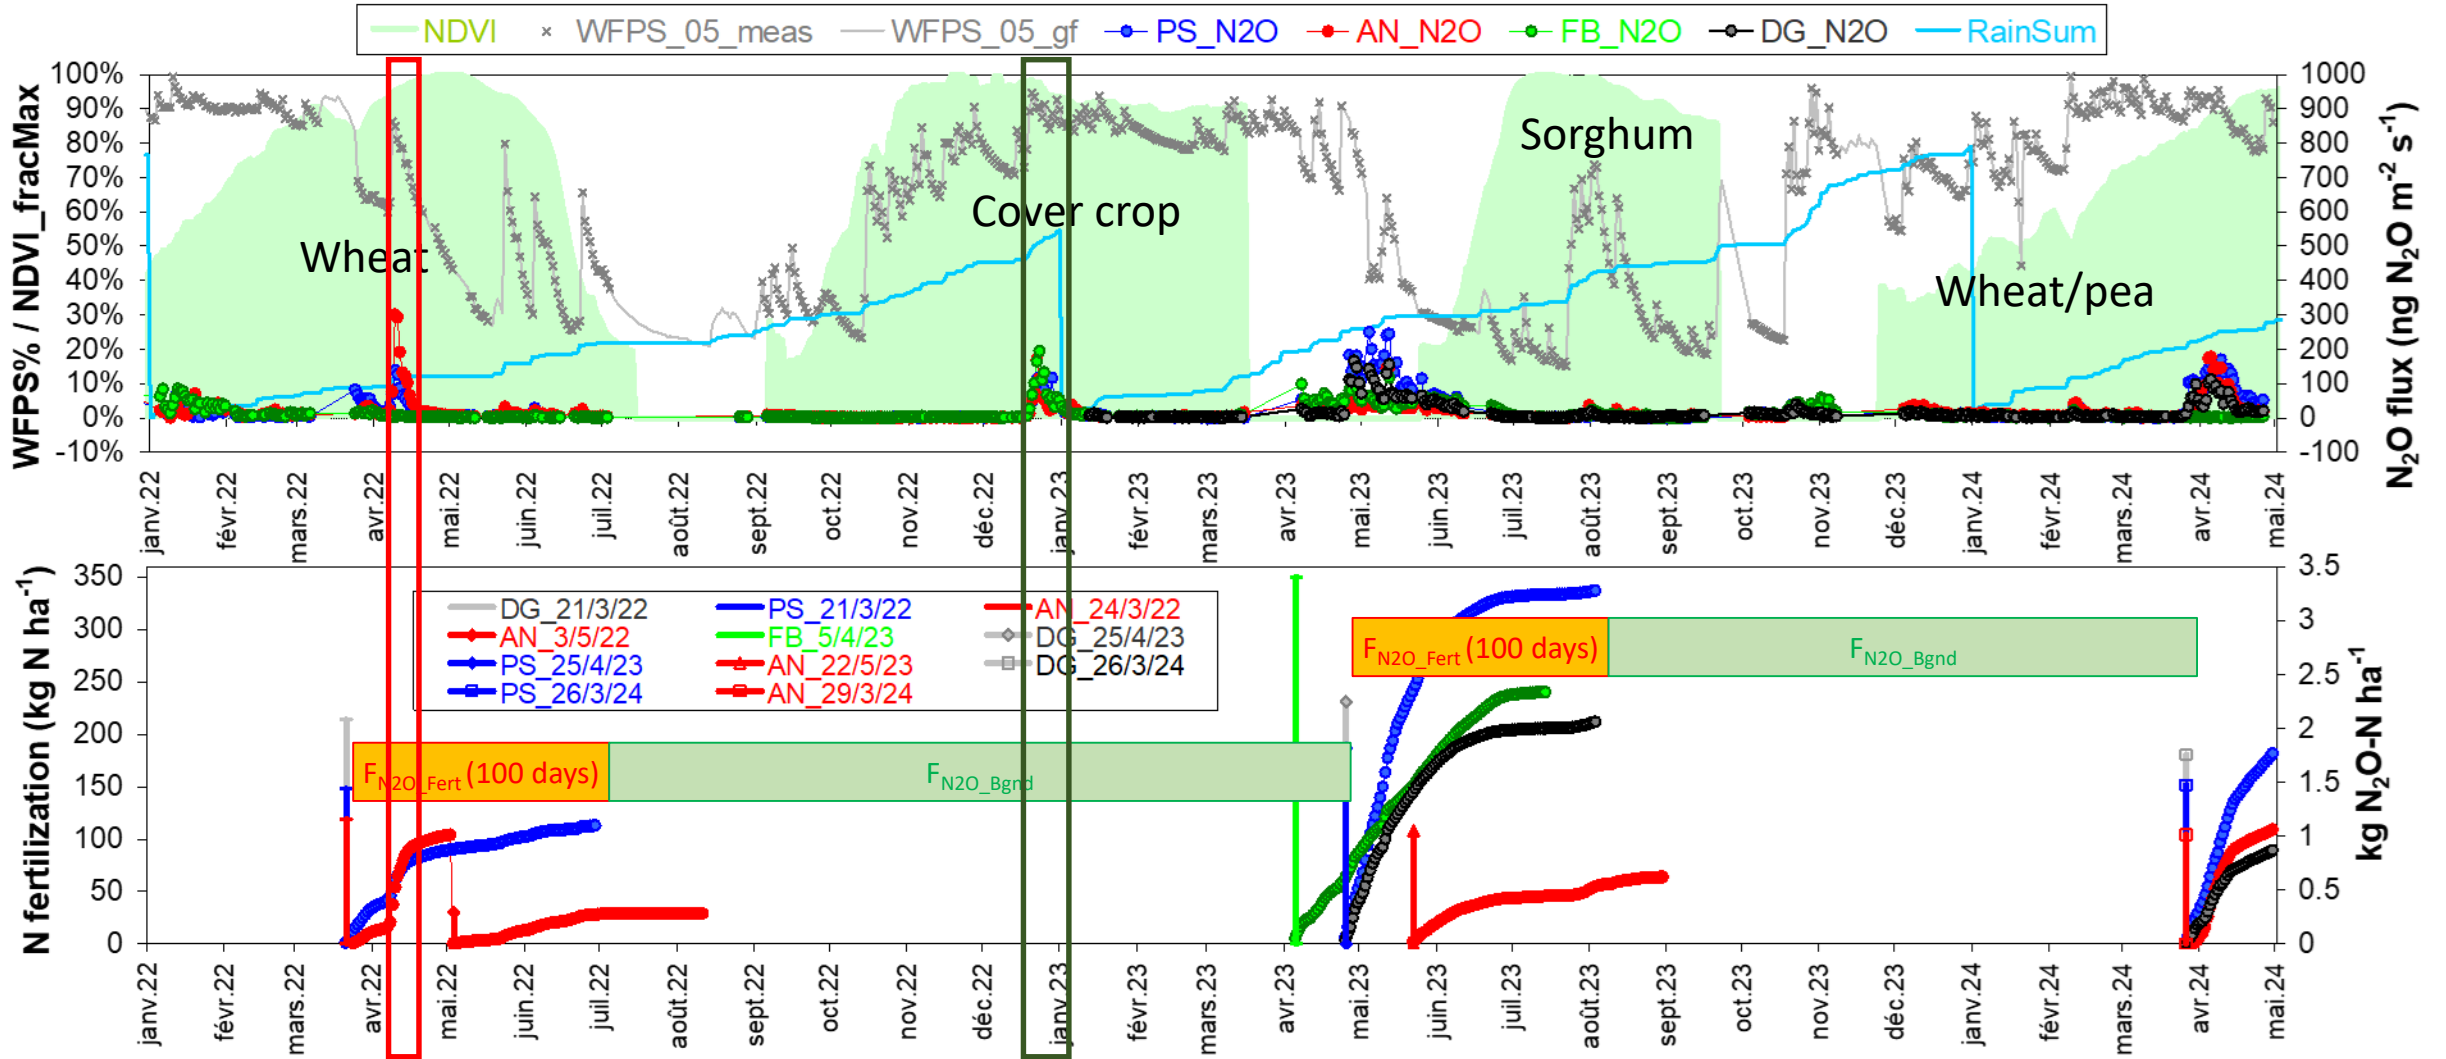 NDVI WFPS_05_meas WFPS_05_gf PS_N2O AN_N2O FB_N2O DG_N2O RainSum
WFPS% / NDVI_fracMax
100%
90%
80%
70%
60%
50%
40%
30%
20%
10%
0%
-10%
Wheat
Cover crop
Sorghum
Wheat/pea
1000
900
800
700
600
500
400
300
200
100
0
-100
N₂O flux (ng N₂O m⁻² s⁻¹)
janv.22 févr.22 mars.22 avr.22 mai.22 juin.22 juil.22 août.22 sept.22 oct.22 nov.22 déc.22 janv.23 févr.23 mars.23 avr.23 mai.23 juin.23 juil.23 août.23 sept.23 oct.23 nov.23 déc.23 janv.24 févr.24 mars.24 avr.24 mai.24
N fertilization (kg N ha⁻¹)
350
300
250
200
150
100
50
0
DG_21/3/22 PS_21/3/22 AN_24/3/22
AN_3/5/22 FB_5/4/23 DG_25/4/23
PS_25/4/23 AN_22/5/23 DG_26/3/24
PS_26/3/24 AN_29/3/24
F_N2O_Fert (100 days) F_N2O_Bgnd
F_N2O_Fert (100 days) F_N2O_Bgnd
3.5
3
2.5
2
1.5
1
0.5
0
kg N₂O-N ha⁻¹
janv.22 févr.22 mars.22 avr.22 mai.22 juin.22 juil.22 août.22 sept.22 oct.22 nov.22 déc.22 janv.23 févr.23 mars.23 avr.23 mai.23 juin.23 juil.23 août.23 sept.23 oct.23 nov.23 déc.23 janv.24 févr.24 mars.24 avr.24 mai.24